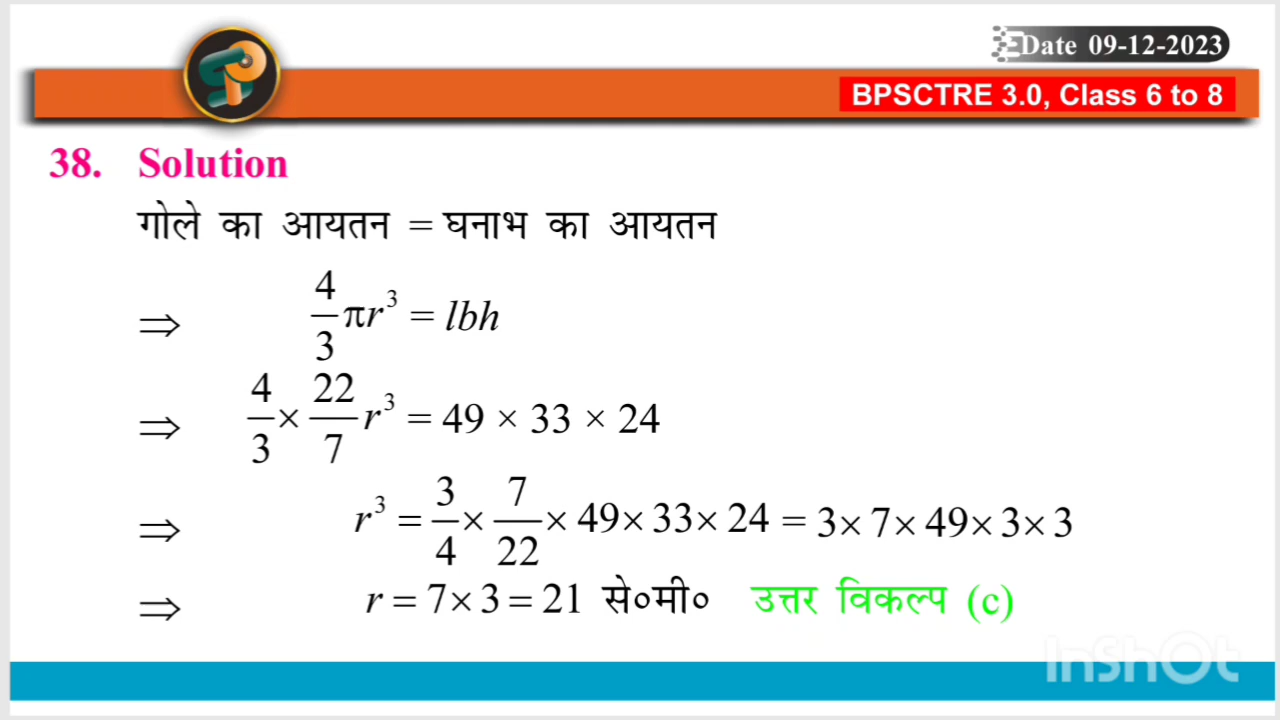 Date 09-12-2023
BPSCTRE 3.0, Class 6 to 8
38. Solution
गोले का आयतन = घनाभ का आयतन
⇒ 4/3 πr³ = lbh
⇒ 4/3 × 22/7 r³ = 49 × 33 × 24
⇒ r³ = 3/4 × 7/22 × 49 × 33 × 24 = 3 × 7 × 49 × 3 × 3
⇒ r = 7 × 3 = 21 से०मी० उत्तर विकल्प (c)
InShOt